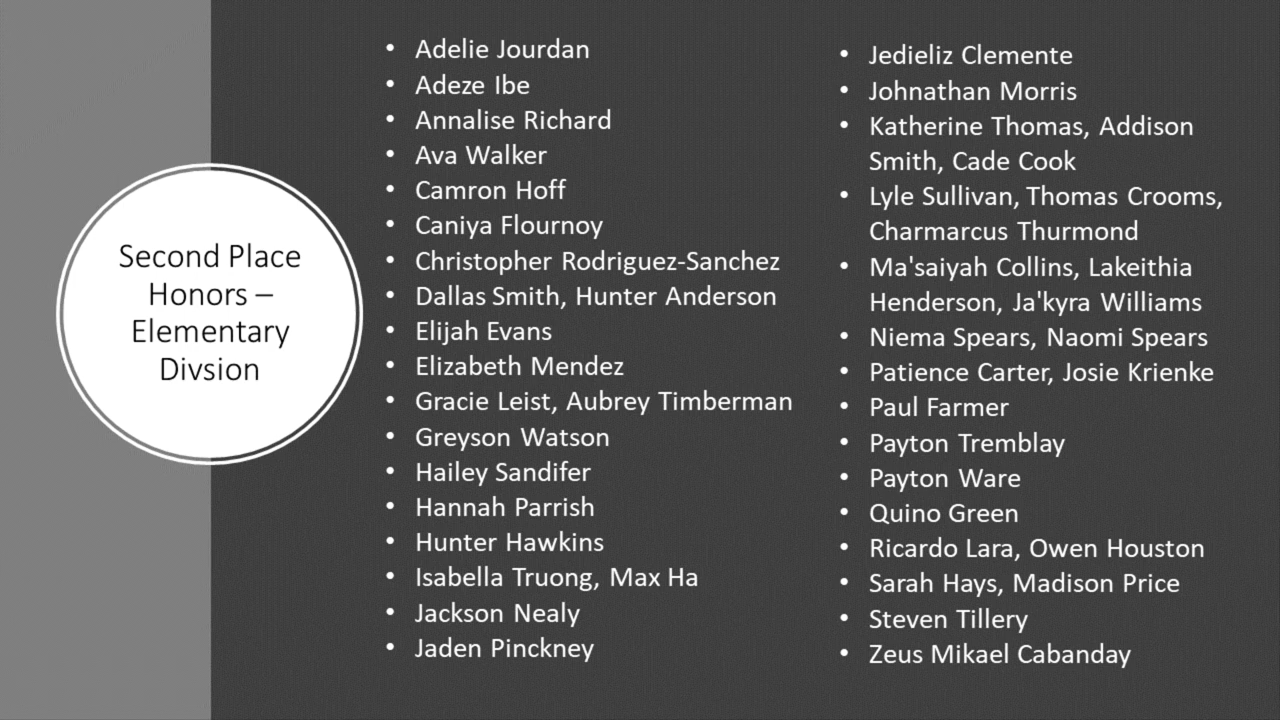 Second Place
Honors –
Elementary
Divsion
• Adelie Jourdan
• Adeze Ibe
• Annalise Richard
• Ava Walker
• Camron Hoff
• Caniya Flournoy
• Christopher Rodriguez-Sanchez
• Dallas Smith, Hunter Anderson
• Elijah Evans
• Elizabeth Mendez
• Gracie Leist, Aubrey Timberman
• Greyson Watson
• Hailey Sandifer
• Hannah Parrish
• Hunter Hawkins
• Isabella Truong, Max Ha
• Jackson Nealy
• Jaden Pinckney
• Jedieliz Clemente
• Johnathan Morris
• Katherine Thomas, Addison
Smith, Cade Cook
• Lyle Sullivan, Thomas Crooms,
Charmarcus Thurmond
• Ma'saiyah Collins, Lakeithia
Henderson, Ja'kyra Williams
• Niema Spears, Naomi Spears
• Patience Carter, Josie Krienke
• Paul Farmer
• Payton Tremblay
• Payton Ware
• Quino Green
• Ricardo Lara, Owen Houston
• Sarah Hays, Madison Price
• Steven Tillery
• Zeus Mikael Cabanday